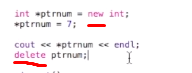 int *ptrnum = new int;
*ptrnum = 7;
cout << *ptrnum << endl;
delete ptrnum;